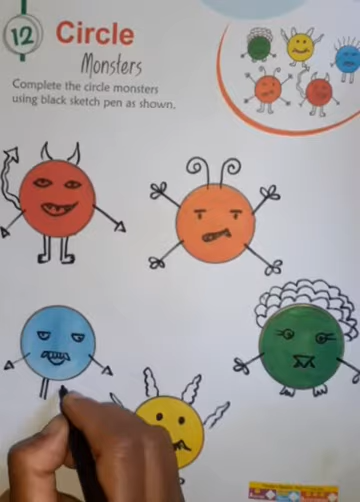 12
Circle
Monsters
Complete the circle monsters
using black sketch pen as shown.